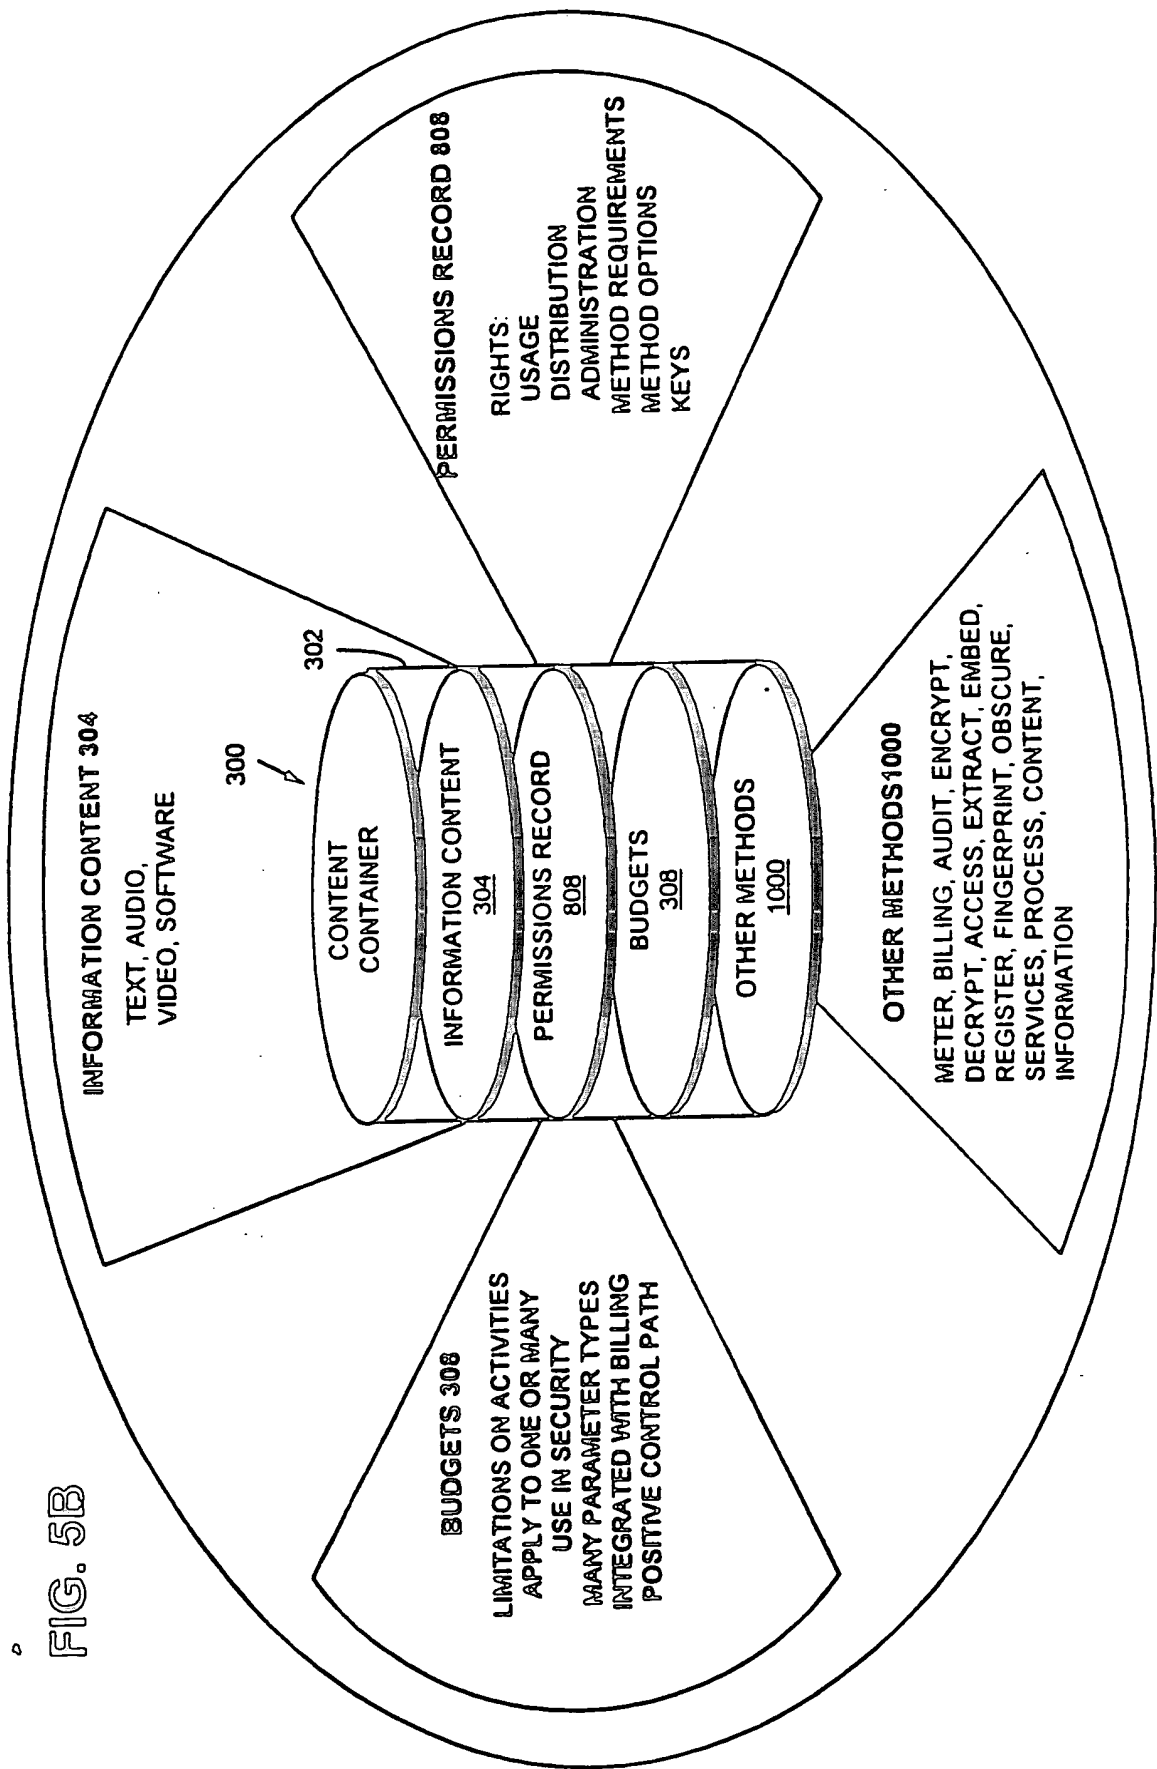 FIG. 5B
INFORMATION CONTENT 304
TEXT, AUDIO,
VIDEO, SOFTWARE
300
302
CONTENT
CONTAINER
INFORMATION CONTENT
304
PERMISSIONS RECORD
808
BUDGETS
308
OTHER METHODS
1000
BUDGETS 308
LIMITATIONS ON ACTIVITIES
APPLY TO ONE OR MANY
USE IN SECURITY
MANY PARAMETER TYPES
INTEGRATED WITH BILLING
POSITIVE CONTROL PATH
PERMISSIONS RECORD 808
RIGHTS:
USAGE
DISTRIBUTION
ADMINISTRATION
METHOD REQUIREMENTS
METHOD OPTIONS
KEYS
OTHER METHODS1000
METER, BILLING, AUDIT, ENCRYPT,
DECRYPT, ACCESS, EXTRACT, EMBED,
REGISTER, FINGERPRINT, OBSCURE,
SERVICES, PROCESS, CONTENT,
INFORMATION